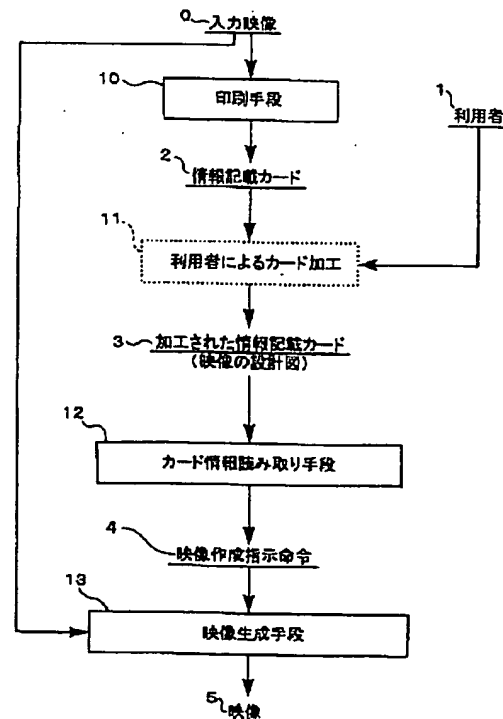 0 入力映像
10
印刷手段
1 利用者
2 情報記載カード
11
利用者によるカード加工
3 加工された情報記載カード
(映像の設計図)
12
カード情報読み取り手段
4 映像作成指示命令
13
映像生成手段
5 映像